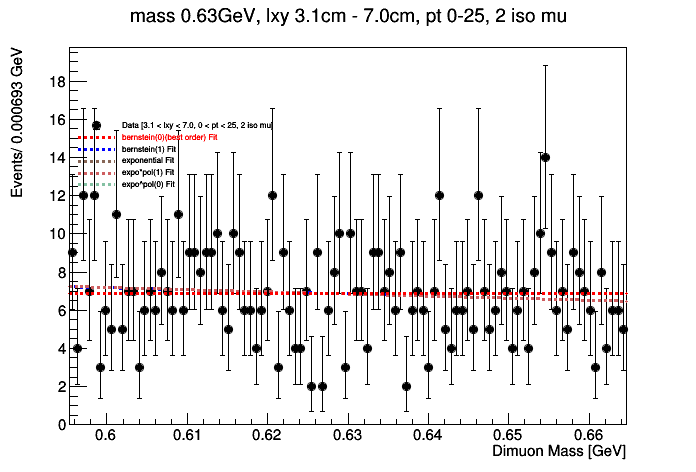 mass 0.63GeV, lxy 3.1cm - 7.0cm, pt 0-25, 2 iso mu
Events/ 0.000693 GeV
18
16
14
12
10
8
6
4
2
0
Data [3.1 < lxy < 7.0, 0 < pt < 25, 2 iso mu]
bernstein(0)(best order) Fit
bernstein(1) Fit
exponential Fit
expo*pol(1) Fit
expo*pol(0) Fit
0.6 0.61 0.62 0.63 0.64 0.65 0.66
Dimuon Mass [GeV]